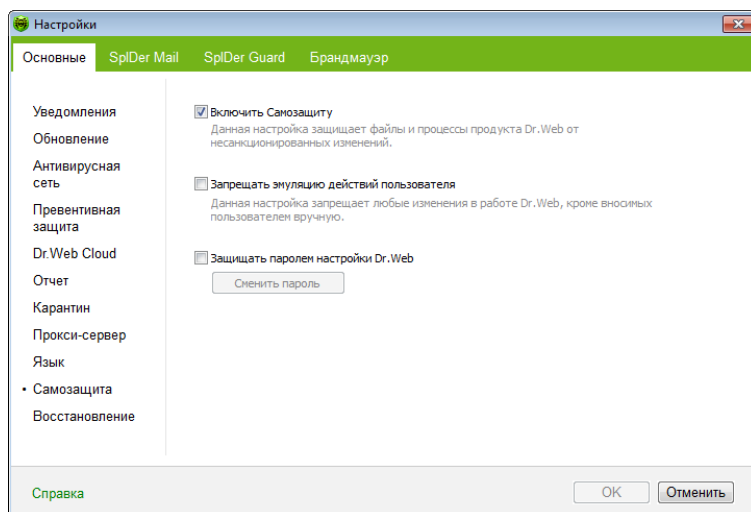 Настройки
Основные SpIDer Mail SpIDer Guard Брандмауэр
Уведомления
Обновление
Антивирусная
сеть
Превентивная
защита
Dr.Web Cloud
Отчет
Карантин
Прокси-сервер
Язык
• Самозащита
Восстановление
Включить Самозащиту
Данная настройка защищает файлы и процессы продукта Dr.Web от
несанкционированных изменений.
Запрещать эмуляцию действий пользователя
Данная настройка запрещает любые изменения в работе Dr.Web, кроме вносимых
пользователем вручную.
Защищать паролем настройки Dr.Web
Сменить пароль
Справка
OK
Отменить